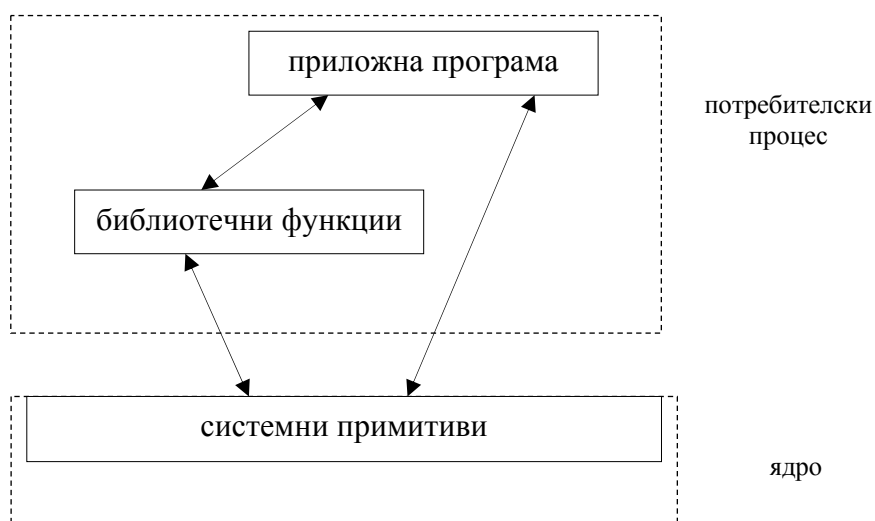 приложна програма
потребителски
процес
библиотечни функции
системни примитиви
ядро